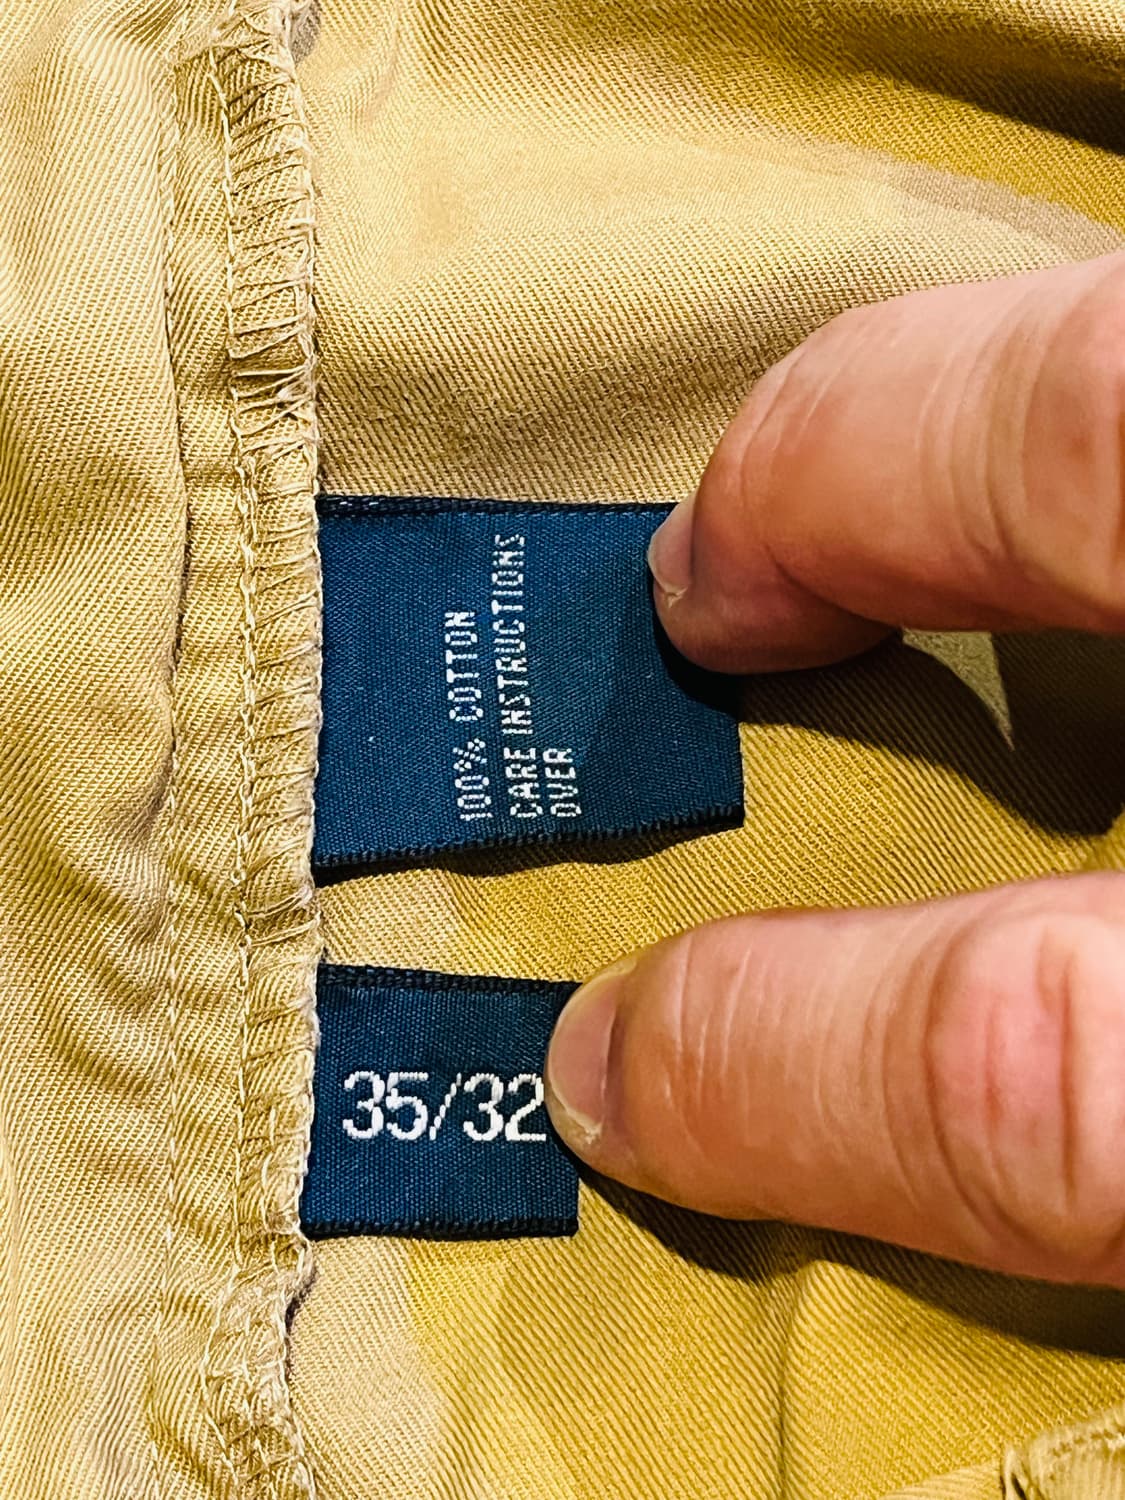 100% COTTON
CARE INSTRUCTIONS
OVER
35/32